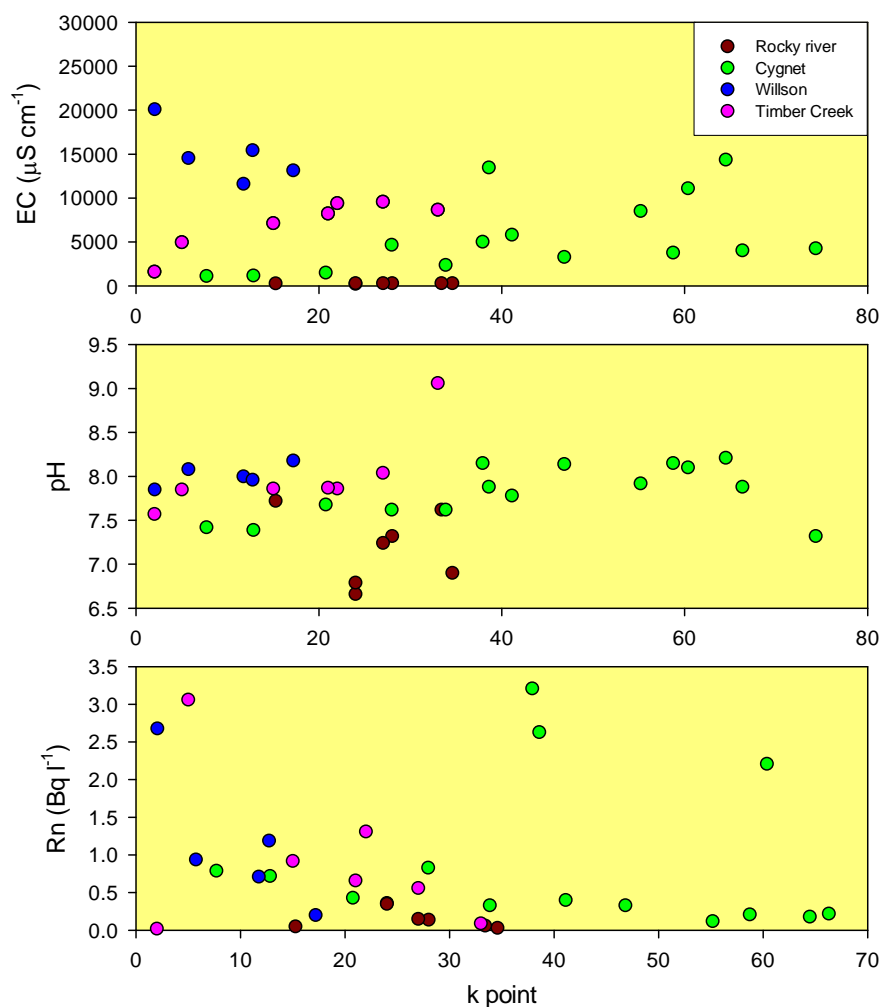 30000
25000
20000
15000
10000
5000
0
EC (µS cm⁻¹)
Rocky river
Cygnet
Willson
Timber Creek
0 20 40 60 80
9.5
9.0
8.5
8.0
7.5
7.0
6.5
pH
0 20 40 60 80
3.5
3.0
2.5
2.0
1.5
1.0
0.5
0.0
Rn (Bq l⁻¹)
0 10 20 30 40 50 60 70
k point